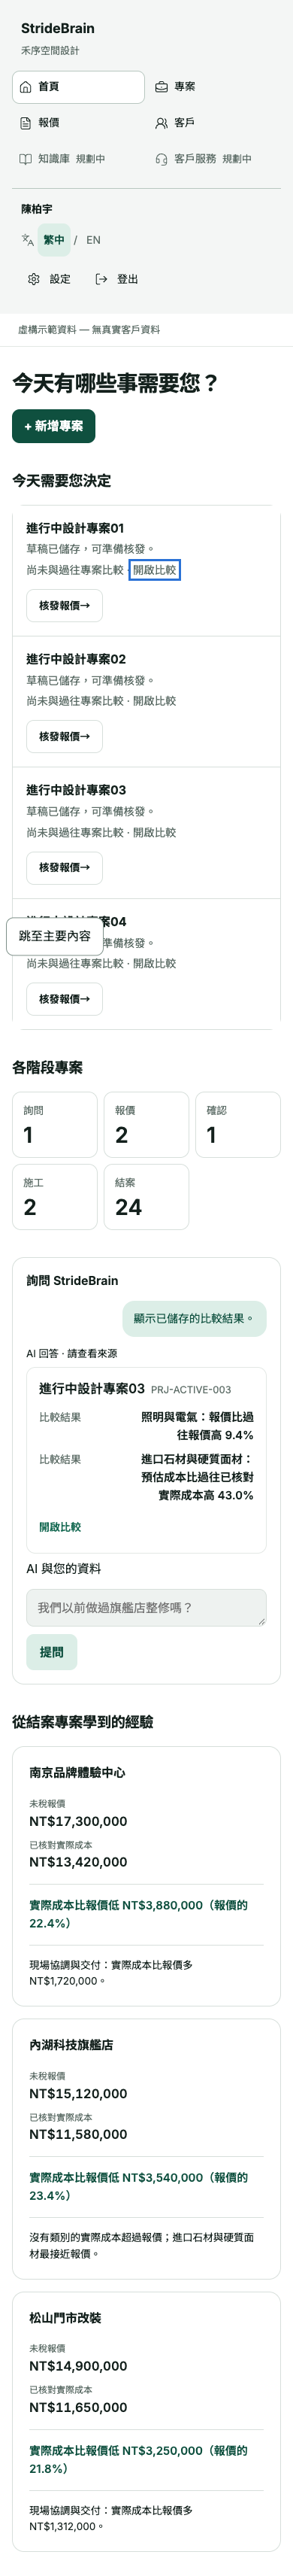 StrideBrain
禾序空間設計
首頁
專案
報價
客戶
知識庫 規劃中
客戶服務 規劃中
陳柏宇
繁中 / EN
設定
登出
虛構示範資料 — 無真實客戶資料
今天有哪些事需要您？
+ 新增專案
今天需要您決定
進行中設計專案01
草稿已儲存，可準備核發。
尚未與過往專案比較 · 開啟比較
核發報價→
進行中設計專案02
草稿已儲存，可準備核發。
尚未與過往專案比較 · 開啟比較
核發報價→
進行中設計專案03
草稿已儲存，可準備核發。
尚未與過往專案比較 · 開啟比較
核發報價→
04
跳至主要內容
準備核發。
尚未與過往專案比較 · 開啟比較
核發報價→
各階段專案
詢問
1
報價
2
確認
1
施工
2
結案
24
詢問 StrideBrain
顯示已儲存的比較結果。
AI 回答 · 請查看來源
進行中設計專案03 PRJ-ACTIVE-003
比較結果
照明與電氣：報價比過
往報價高 9.4%
比較結果
進口石材與硬質面材：
預估成本比過往已核對
實際成本高 43.0%
開啟比較
AI 與您的資料
我們以前做過旗艦店整修嗎？
提問
從結案專案學到的經驗
南京品牌體驗中心
未稅報價
NT$17,300,000
已核對實際成本
NT$13,420,000
實際成本比報價低 NT$3,880,000（報價的
22.4%）
現場協調與交付：實際成本比報價多
NT$1,720,000。
內湖科技旗艦店
未稅報價
NT$15,120,000
已核對實際成本
NT$11,580,000
實際成本比報價低 NT$3,540,000（報價的
23.4%）
沒有類別的實際成本超過報價；進口石材與硬質面
材最接近報價。
松山門市改裝
未稅報價
NT$14,900,000
已核對實際成本
NT$11,650,000
實際成本比報價低 NT$3,250,000（報價的
21.8%）
現場協調與交付：實際成本比報價多
NT$1,312,000。